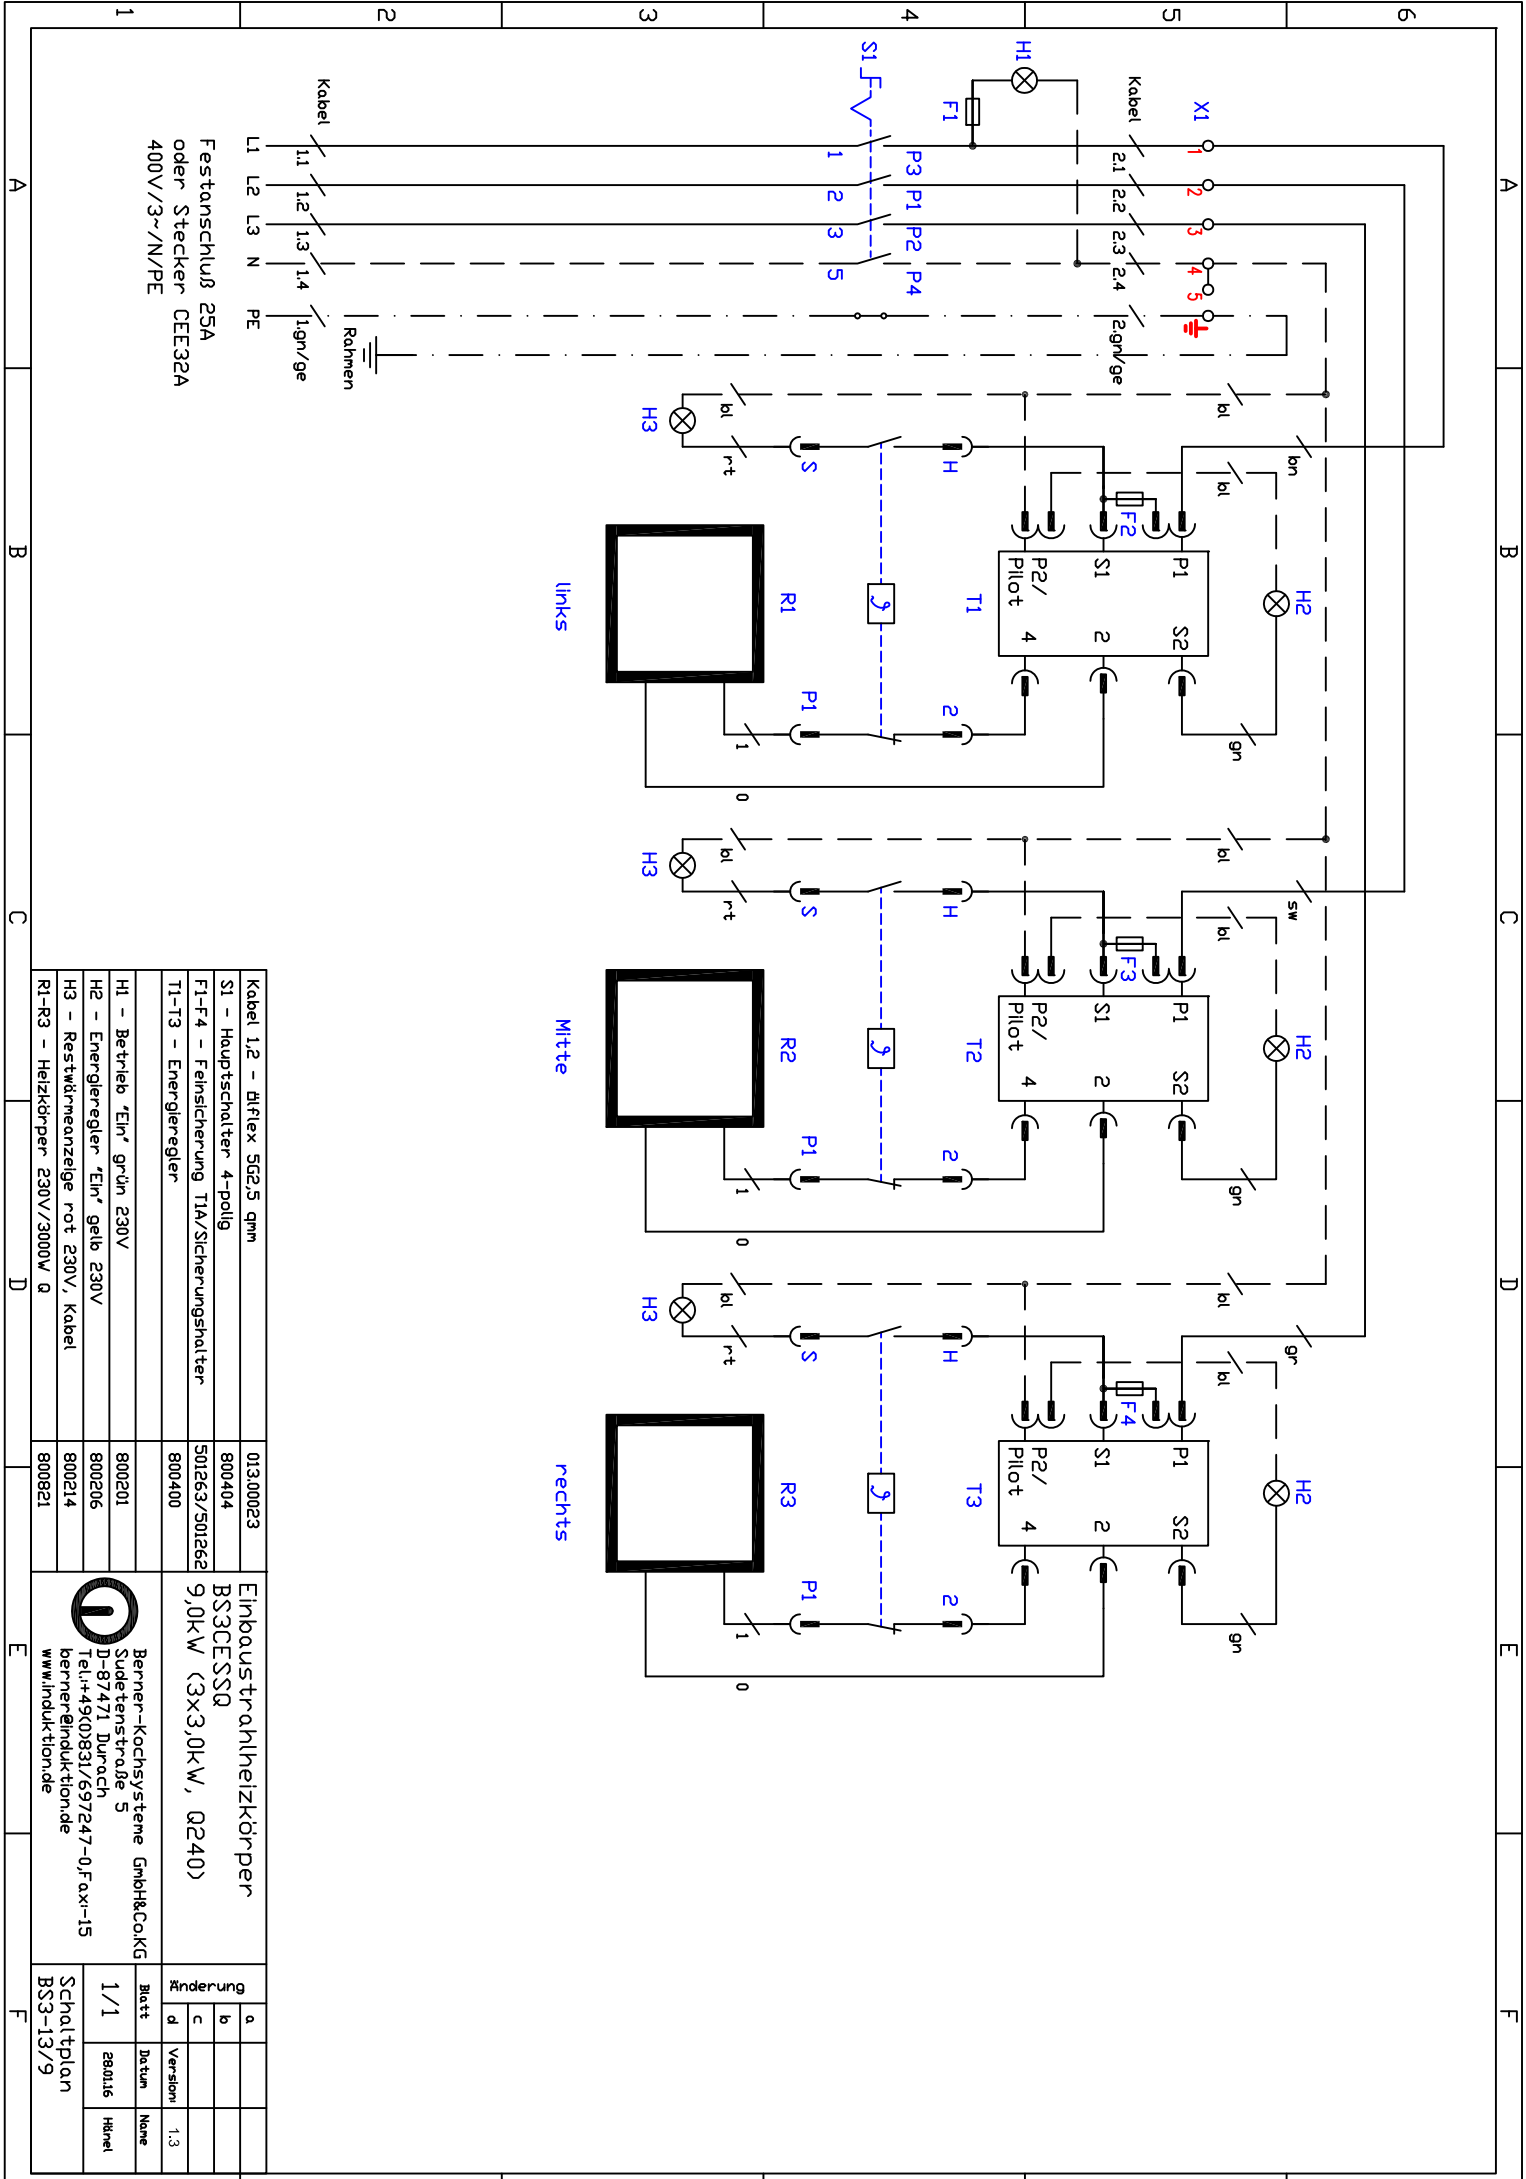 A
B
C
D
E
F
6
5
4
3
2
1
X1
1
2
3
4
5
Kabel
2.1
2.2
2.3
2.4
2.gn/ge
H1
F1
S1
P3
P1
P2
P4
1
2
3
5
Kabel
1.1
1.2
1.3
1.4
1.gn/ge
Rahmen
L1
L2
L3
N
PE
Festanschluß 25A
oder Stecker CEE32A
400V/3~/N/PE
bn
bl
bl
H2
gn
F2
P1
S2
S1
2
P2/
Pilot
4
T1
H
2
S
P1
bl
rt
H3
1
0
R1
links
sw
bl
bl
H2
gn
F3
P1
S2
S1
2
P2/
Pilot
4
T2
H
2
S
P1
bl
rt
H3
1
0
R2
Mitte
gr
bl
bl
H2
gn
F4
P1
S2
S1
2
P2/
Pilot
4
T3
H
2
S
P1
bl
rt
H3
1
0
R3
rechts
Kabel 1,2 - Ölflex 5G2,5 qmm 013.00023
S1 - Hauptschalter 4-polig 800404
F1-F4 - Feinsicherung T1A/Sicherungshalter 501263/501262
T1-T3 - Energieregler 800400
H1 - Betrieb "Ein" grün 230V 800201
H2 - Energieregler "Ein" gelb 230V 800206
H3 - Restwärmeanzeige rot 230V, Kabel 800214
R1-R3 - Heizkörper 230V/3000W Q 800821
Einbaustrahlheizkörper
BS3CESSQ
9,0kW (3x3,0kW, Q240)
Berner-Kochsysteme GmbH&Co.KG
Sudetenstraße 5
D-87471 Durach
Tel.:+49(0)831/697247-0,Fax:-15
berner@induktion.de
www.induktion.de
Änderung
a
b
c
d Version: 1.3
Blatt Datum Name
1/1 28.01.16 Hänel
Schaltplan
BS3-13/9
A
B
C
D
E
F